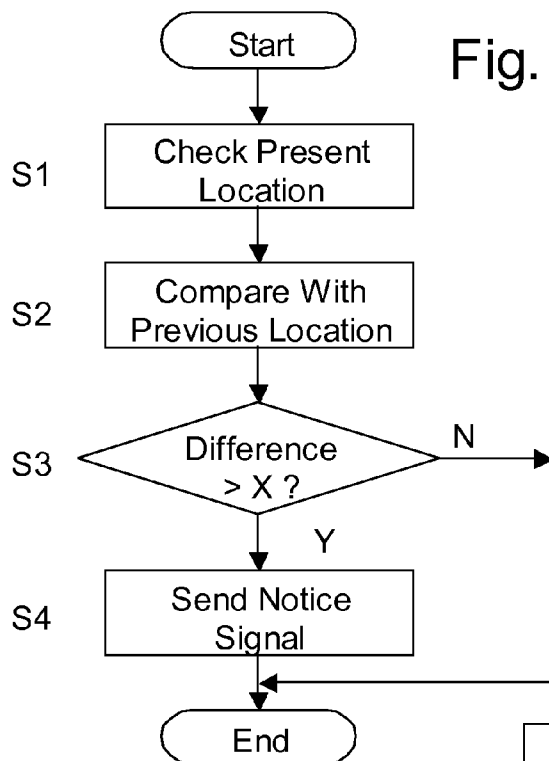 Start
Fig.
S1
Check Present
Location
S2
Compare With
Previous Location
S3
Difference
> X ?
N
Y
S4
Send Notice
Signal
End